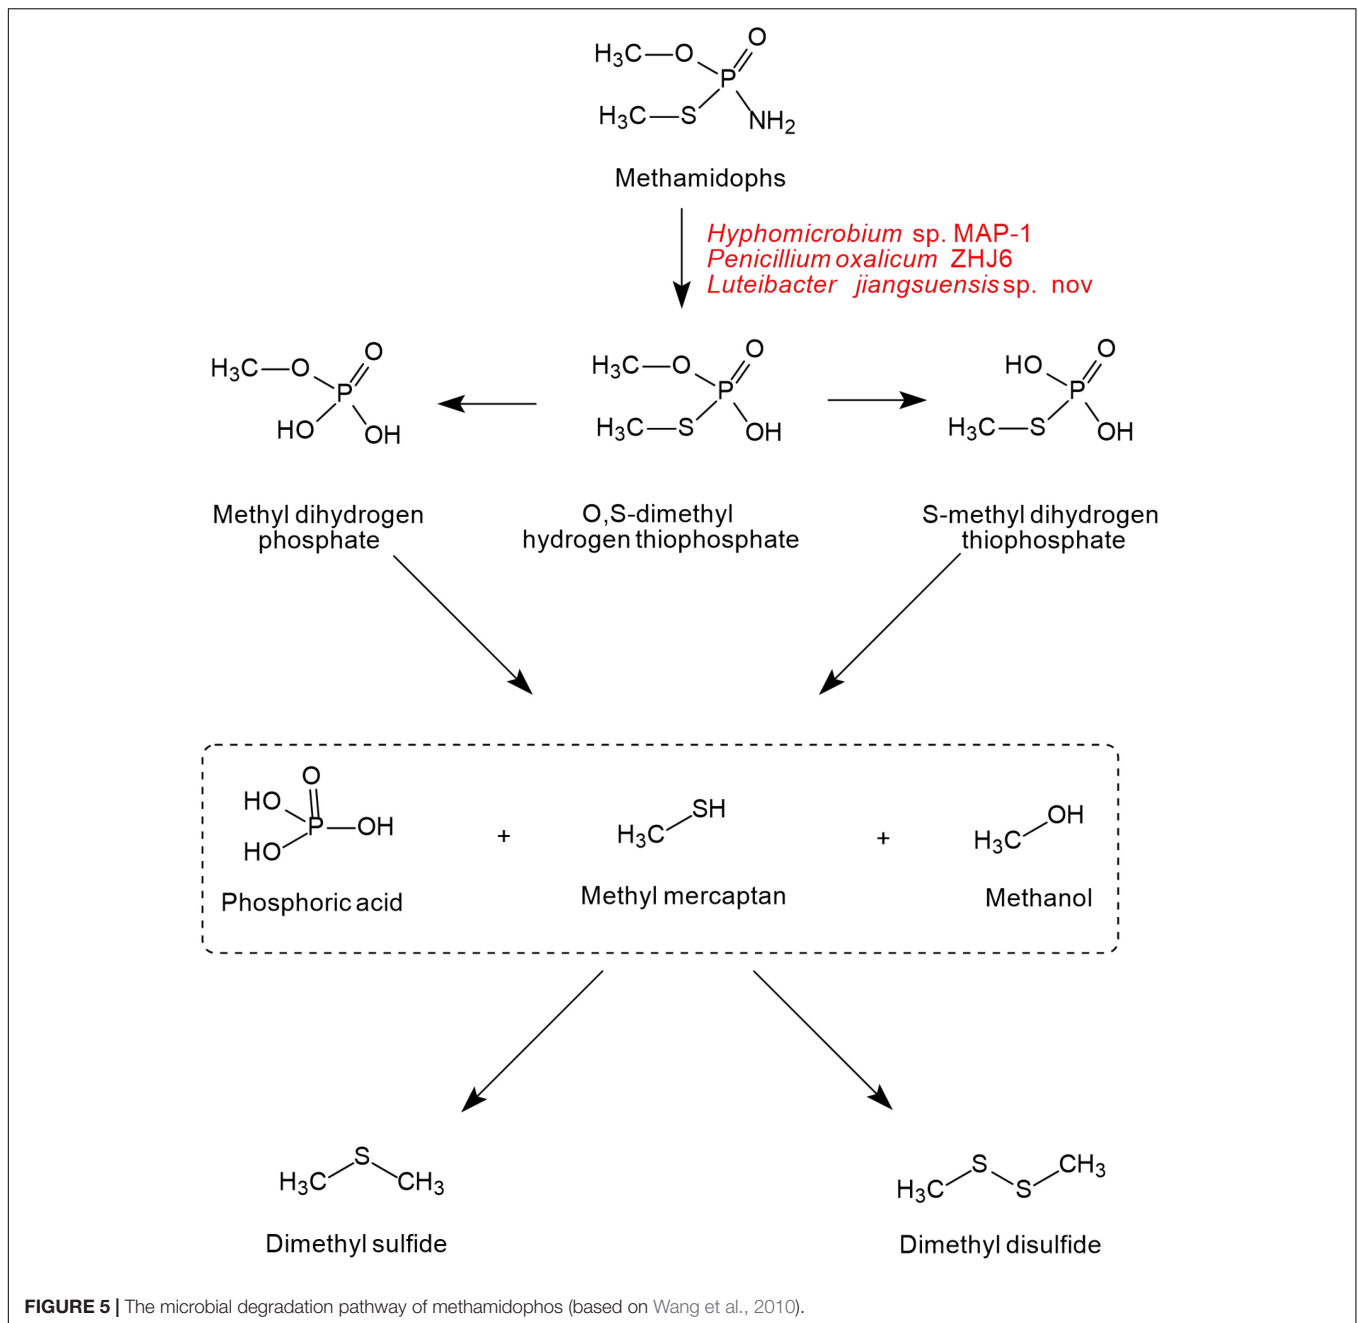 H3C—O
O
P
H3C—S
NH2
Methamidophs
Hyphomicrobium sp. MAP-1
Penicillium oxalicum ZHJ6
Luteibacter jiangsuensis sp. nov
H3C—O
O
P
HO
OH
H3C—O
O
P
H3C—S
OH
HO
O
P
H3C—S
OH
Methyl dihydrogen
phosphate
O,S-dimethyl
hydrogen thiophosphate
S-methyl dihydrogen
thiophosphate
O
HO
P—OH
HO
+
SH
H3C
+
OH
H3C
Phosphoric acid
Methyl mercaptan
Methanol
S
H3C
CH3
S
CH3
H3C
S
Dimethyl sulfide
Dimethyl disulfide
FIGURE 5 | The microbial degradation pathway of methamidophos (based on Wang et al., 2010).